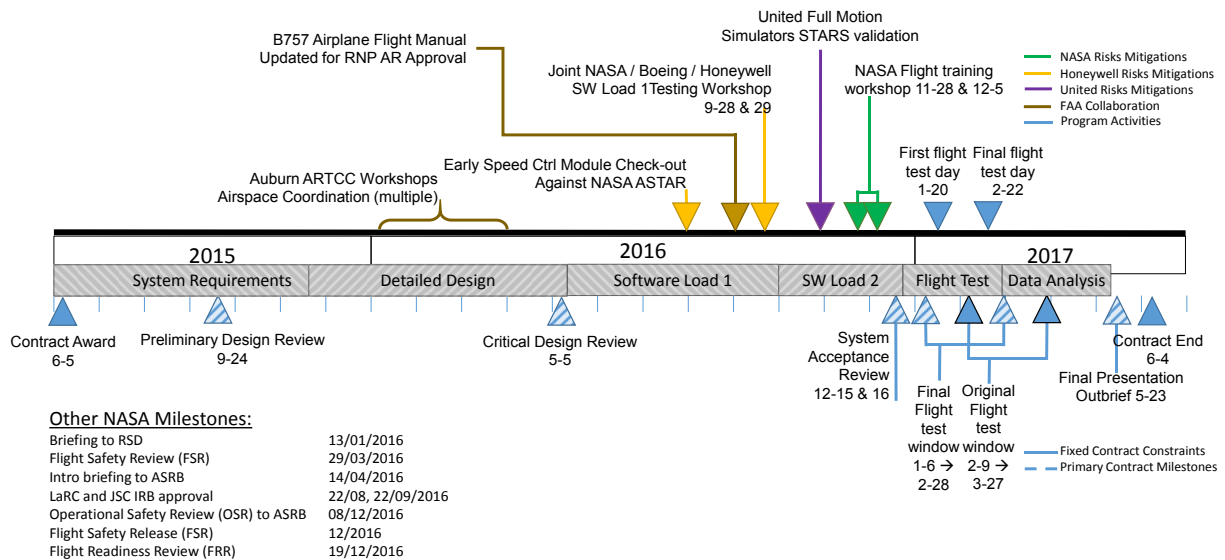 United Full Motion
Simulators STARS validation
B757 Airplane Flight Manual
Updated for RNP AR Approval
Joint NASA / Boeing / Honeywell
SW Load 1Testing Workshop
9-28 & 29
NASA Flight training
workshop 11-28 & 12-5
NASA Risks Mitigations
Honeywell Risks Mitigations
United Risks Mitigations
FAA Collaboration
Program Activities
Auburn ARTCC Workshops
Airspace Coordination (multiple)
Early Speed Ctrl Module Check-out
Against NASA ASTAR
First flight
test day
1-20
Final flight
test day
2-22
2015
2016
2017
System Requirements
Detailed Design
Software Load 1
SW Load 2
Flight Test
Data Analysis
Contract Award
6-5
Preliminary Design Review
9-24
Critical Design Review
5-5
System
Acceptance
Review
12-15 & 16
Final
Flight
test
window
1-6 →
2-28
Original
Flight
test
window
2-9 →
3-27
Contract End
6-4
Final Presentation
Outbrief 5-23
Fixed Contract Constraints
Primary Contract Milestones
Other NASA Milestones:
Briefing to RSD 13/01/2016
Flight Safety Review (FSR) 29/03/2016
Intro briefing to ASRB 14/04/2016
LaRC and JSC IRB approval 22/08, 22/09/2016
Operational Safety Review (OSR) to ASRB 08/12/2016
Flight Safety Release (FSR) 12/2016
Flight Readiness Review (FRR) 19/12/2016